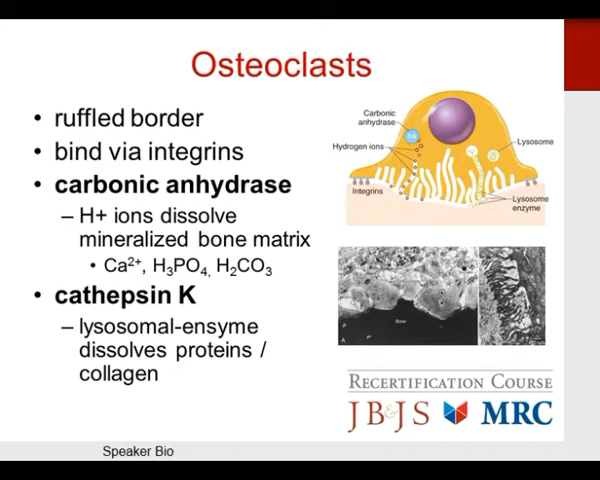 Osteoclasts
• ruffled border
• bind via integrins
• carbonic anhydrase
– H+ ions dissolve
mineralized bone matrix
• Ca2+, H3PO4, H2CO3
• cathepsin K
– lysosomal-ensyme
dissolves proteins /
collagen
Carbonic
anhydrase
CA
Hydrogen ions
Lysosome
Integrins
Lysosome
enzyme
Bone
A
RECERTIFICATION COURSE
JB&JS MRC
Speaker Bio